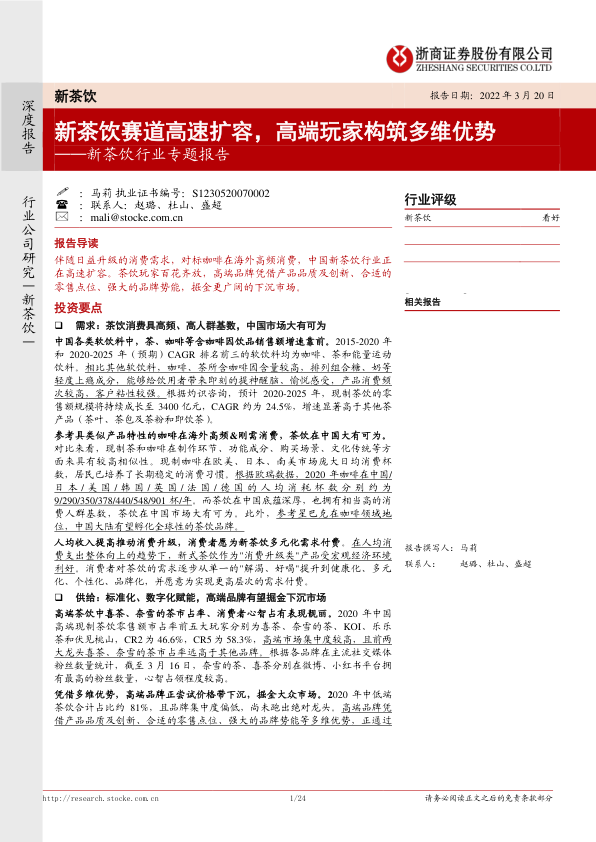 浙商证券股份有限公司
ZHESHANG SECURITIES CO.LTD
深度报告
行业公司研究|新茶饮|
新茶饮
报告日期：2022 年 3 月 20 日
新茶饮赛道高速扩容，高端玩家构筑多维优势
——新茶饮行业专题报告
：马莉 执业证书编号：S1230520070002
：联系人：赵璐、杜山、盛超
：mali@stocke.com.cn
行业评级
新茶饮 看好
相关报告
报告撰写人：马莉
联系人： 赵璐、杜山、盛超
报告导读
伴随日益升级的消费需求，对标咖啡在海外高频消费，中国新茶饮行业正
在高速扩容。茶饮玩家百花齐放，高端品牌凭借产品品质及创新、合适的
零售点位、强大的品牌势能，掘金更广阔的下沉市场。
投资要点
❑ 需求：茶饮消费具高频、高人群基数，中国市场大有可为
中国各类软饮料中，茶、咖啡等含咖啡因饮品销售额增速靠前。2015-2020 年
和 2020-2025 年（预期）CAGR 排名前三的软饮料均为咖啡、茶和能量运动
饮料。相比其他软饮料，咖啡、茶所含咖啡因含量较高，排列组合糖、奶等
轻度上瘾成分，能够给饮用者带来即刻的提神醒脑、愉悦感受，产品消费频
次较高，客户粘性较强。根据灼识咨询，预计 2020-2025 年，现制茶饮的零
售额规模将持续成长至 3400 亿元，CAGR 约为 24.5%，增速显著高于其他茶
产品（茶叶、茶包及茶粉和即饮茶）。
参考具类似产品特性的咖啡在海外高频&刚需消费，茶饮在中国大有可为。
对比来看，现制茶和咖啡在制作环节，功能成分、购买场景、文化传统等方
面来具有较高相似性。现制咖啡在欧美、日本、南美市场庞大日均消费杯
数，居民已培养了长期稳定的消费习惯。根据欧瑞数据，2020 年咖啡在中国/
日本/美国/韩国/英国/法国/德国的人均消耗杯数分别约为
9/290/350/378/440/548/901 杯/年。而茶饮在中国底蕴深厚，也拥有相当高的消
费人群基数，茶饮在中国市场大有可为。此外，参考星巴克在咖啡领域地
位，中国大陆有望孵化全球性的茶饮品牌。
人均收入提高推动消费升级，消费者愿为新茶饮多元化需求付费。在人均消
费支出整体向上的趋势下，新式茶饮作为"消费升级类"产品受宏观经济环境
利好。消费者对茶饮的需求逐步从单一的"解渴、好喝"提升到健康化、多元
化、个性化、品牌化，并愿意为实现更高层次的需求付费。
❑ 供给：标准化、数字化赋能，高端品牌有望掘金下沉市场
高端茶饮中喜茶、奈雪的茶市占率、消费者心智占有表现靓丽。2020 年中国
高端现制茶饮零售额市占率前五大玩家分别为喜茶、奈雪的茶、KOI、乐乐
茶和伏见桃山，CR2 为 46.6%，CR5 为 58.3%，高端市场集中度较高，且前两
大龙头喜茶、奈雪的茶市占率远高于其他品牌。根据各品牌在主流社交媒体
粉丝数量统计，截至 3 月 16 日，奈雪的茶、喜茶分别在微博，小红书平台拥
有最高的粉丝数量，心智占领程度较高。
凭借多维优势，高端品牌正尝试价格带下沉，掘金大众市场。2020 年中低端
茶饮合计占比约 81%，且品牌集中度偏低，尚未跑出绝对龙头。高端品牌凭
借产品品质及创新、合适的零售点位、强大的品牌势能等多维优势，正通过
http://research.stocke.com.cn
1/24
请务必阅读正文之后的免责条款部分